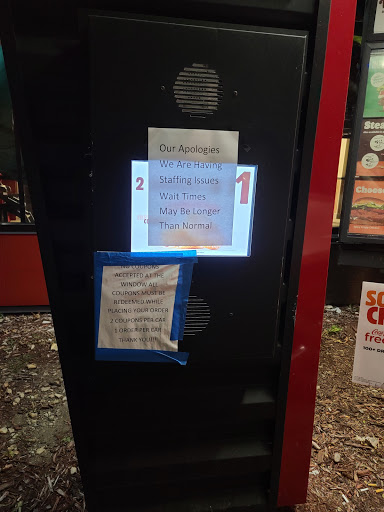 Our Apologies
We Are Having
Staffing Issues
Wait Times
May Be Longer
Than Normal
2
1
COUPONS
ACCEPTED AT THE
WINDOW ALL
COUPONS MUST BE
REDEEMED WHILE
PLACING YOUR ORDER
2 COUPONS PER CAR
1 ORDER PER CAR
THANK YOU!!!